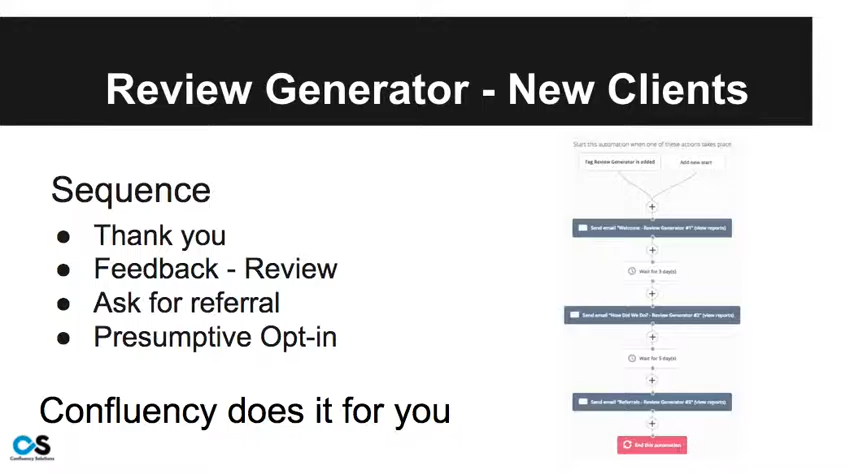 Review Generator - New Clients
Sequence
● Thank you
● Feedback - Review
● Ask for referral
● Presumptive Opt-in
Confluency does it for you
CS
Confluency Solutions
Start this automation when one of these actions takes place
Tag Review Generator is added
Add new start
+
Send email "Welcome - Review Generator #1" (view reports)
+
Wait for 3 day(s)
+
Send email "How Did We Do? - Review Generator #2" (view reports)
+
Wait for 5 day(s)
+
Send email "Referrals - Review Generator #3" (view reports)
+
End this automation